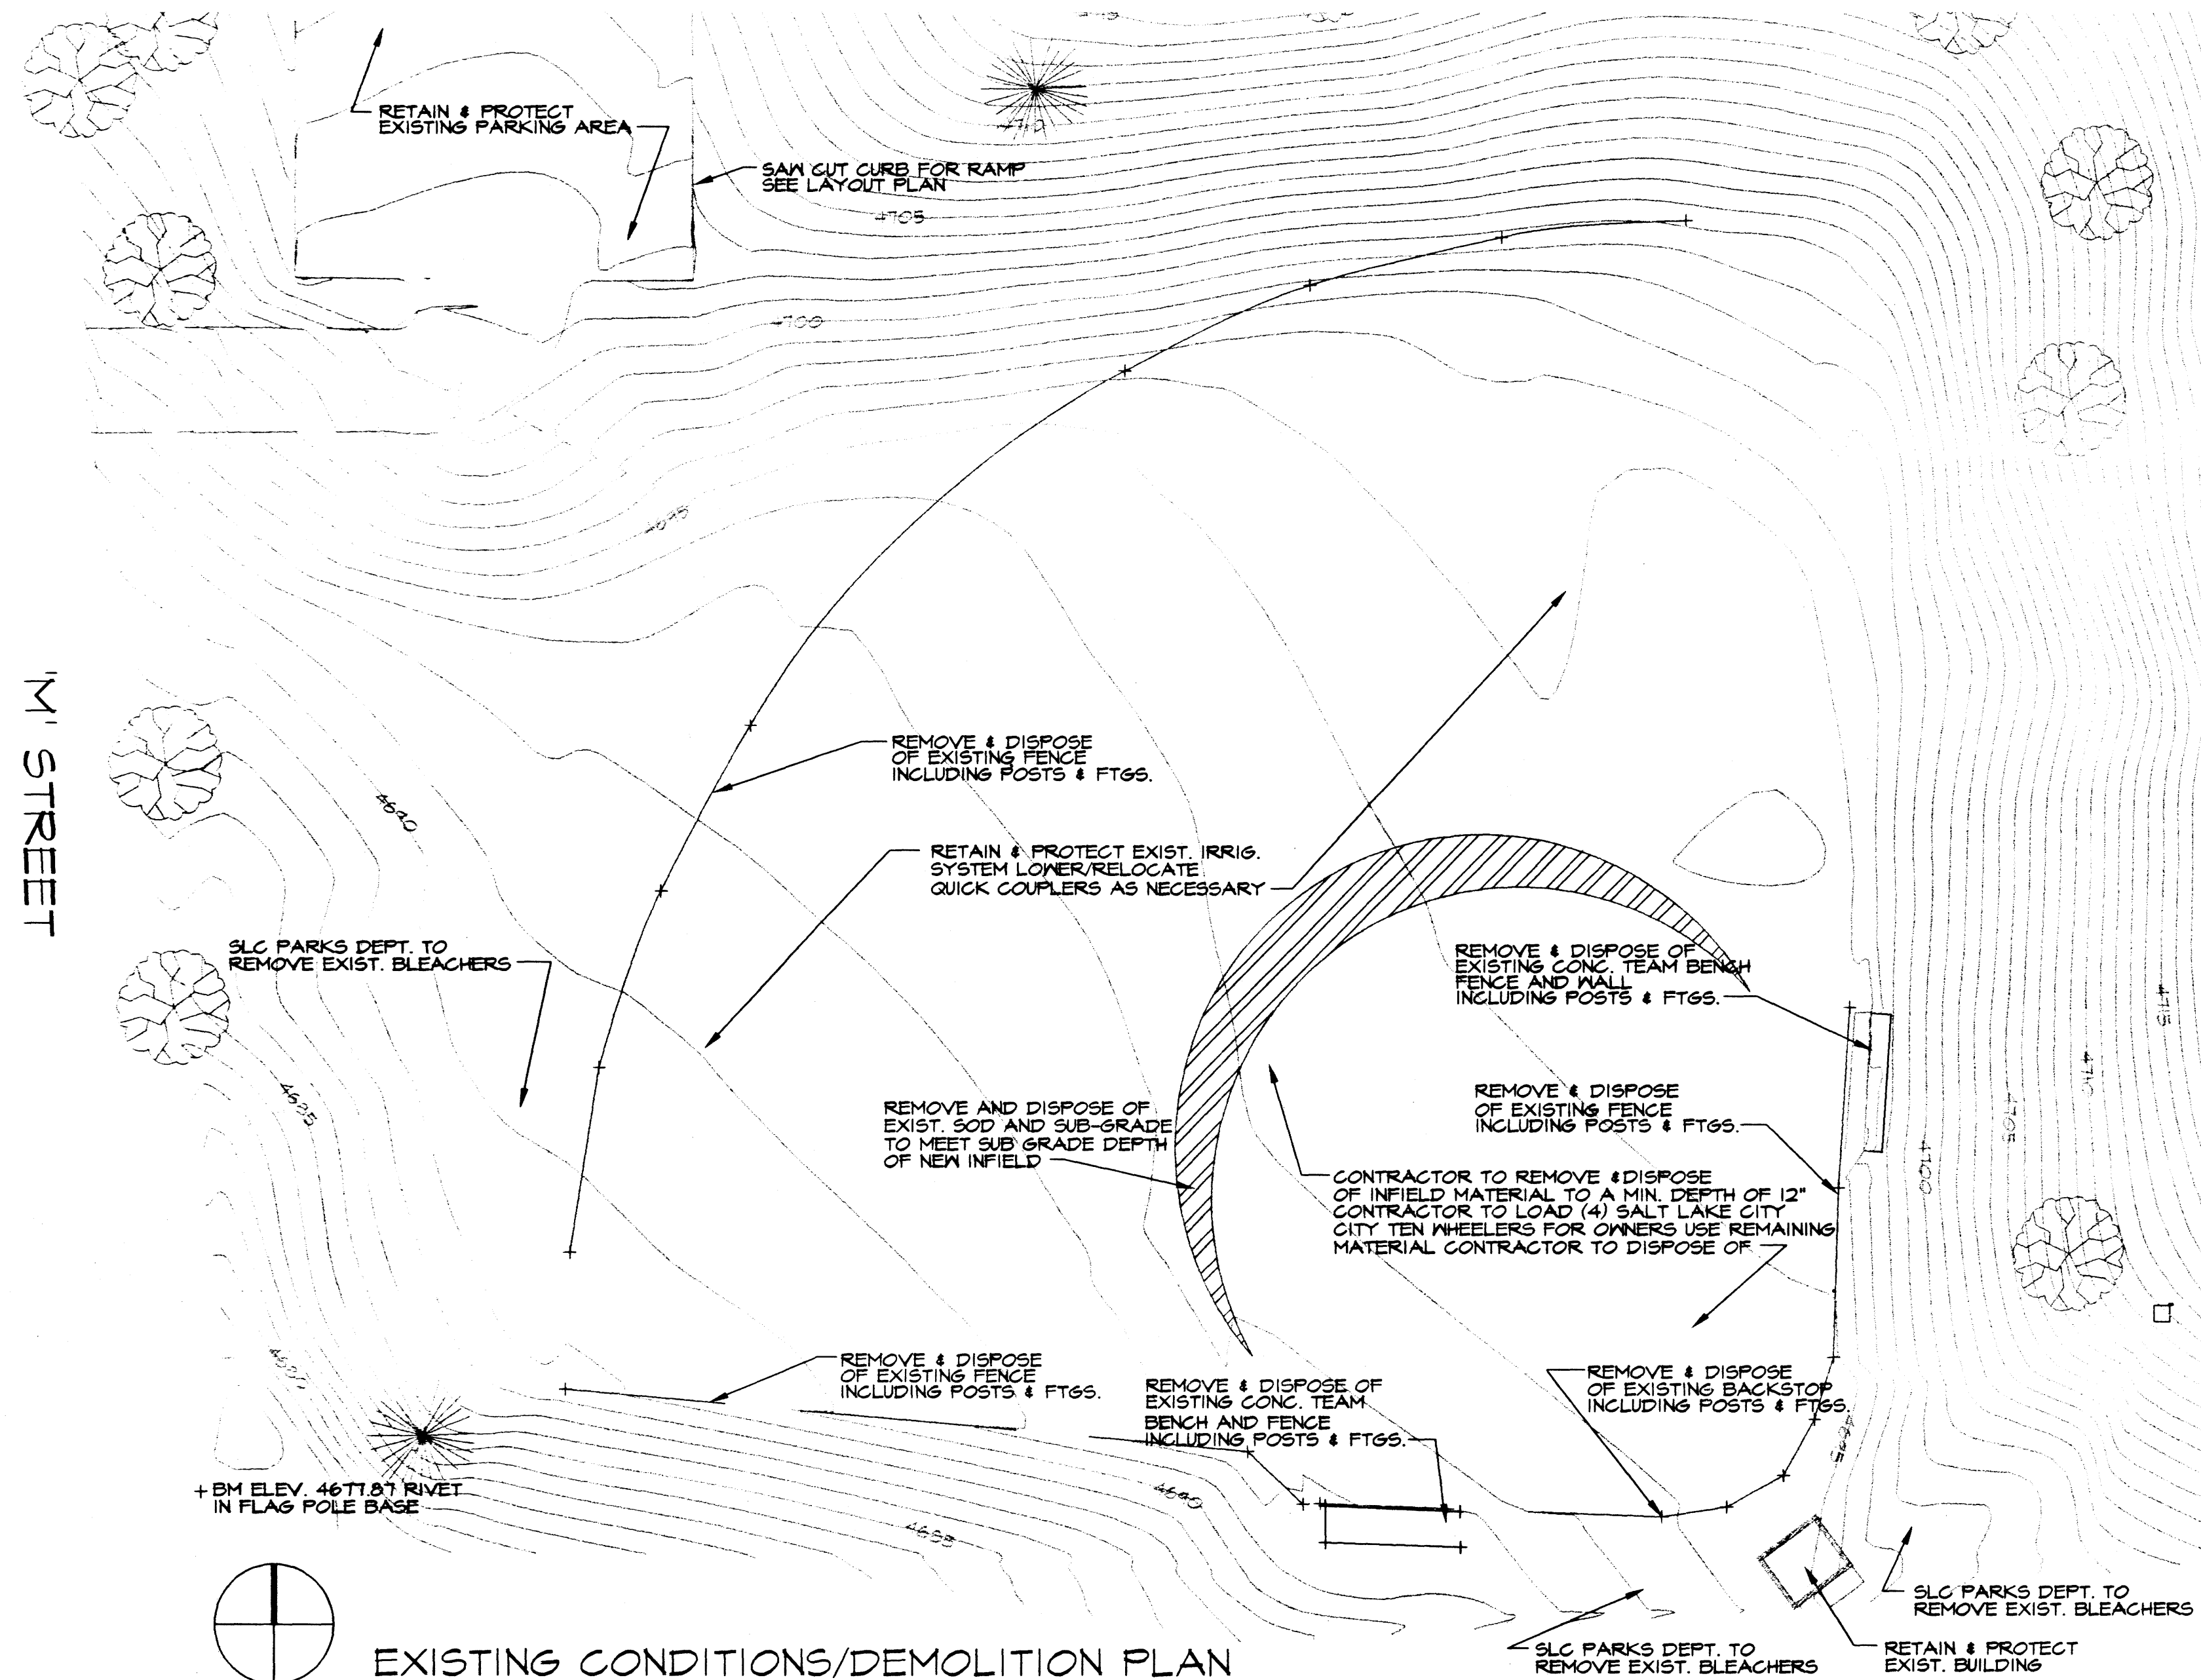 RETAIN & PROTECT
EXISTING PARKING AREA
4710
SAW CUT CURB FOR RAMP
SEE LAYOUT PLAN
4705
4700
4695
'M' STREET
REMOVE & DISPOSE
OF EXISTING FENCE
INCLUDING POSTS & FTGS.
4690
RETAIN & PROTECT EXIST. IRRIG.
SYSTEM LOWER/RELOCATE
QUICK COUPLERS AS NECESSARY
SLC PARKS DEPT. TO
REMOVE EXIST. BLEACHERS
REMOVE & DISPOSE OF
EXISTING CONC. TEAM BENCH
FENCE AND WALL
INCLUDING POSTS & FTGS.
4715
4710
4705
4700
4685
REMOVE AND DISPOSE OF
EXIST. SOD AND SUB-GRADE
TO MEET SUB GRADE DEPTH
OF NEW INFIELD
REMOVE & DISPOSE
OF EXISTING FENCE
INCLUDING POSTS & FTGS.
CONTRACTOR TO REMOVE &DISPOSE
OF INFIELD MATERIAL TO A MIN. DEPTH OF 12"
CONTRACTOR TO LOAD (4) SALT LAKE CITY
CITY TEN WHEELERS FOR OWNERS USE REMAINING
MATERIAL CONTRACTOR TO DISPOSE OF
4680
REMOVE & DISPOSE
OF EXISTING FENCE
INCLUDING POSTS & FTGS.
REMOVE & DISPOSE OF
EXISTING CONC. TEAM
BENCH AND FENCE
INCLUDING POSTS & FTGS.
REMOVE & DISPOSE
OF EXISTING BACKSTOP
INCLUDING POSTS & FTGS.
4695
BM ELEV. 4677.87 RIVET
IN FLAG POLE BASE
4690
4685
SLC PARKS DEPT. TO
REMOVE EXIST. BLEACHERS
SLC PARKS DEPT. TO
REMOVE EXIST. BLEACHERS
RETAIN & PROTECT
EXIST. BUILDING
EXISTING CONDITIONS/DEMOLITION PLAN